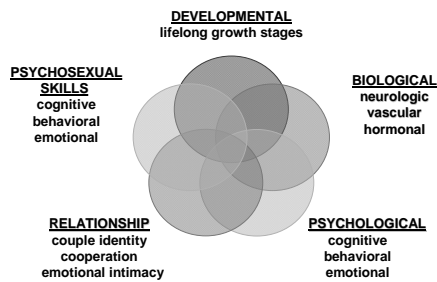 DEVELOPMENTAL
lifelong growth stages
PSYCHOSEXUAL
SKILLS
cognitive
behavioral
emotional
BIOLOGICAL
neurologic
vascular
hormonal
RELATIONSHIP
couple identity
cooperation
emotional intimacy
PSYCHOLOGICAL
cognitive
behavioral
emotional